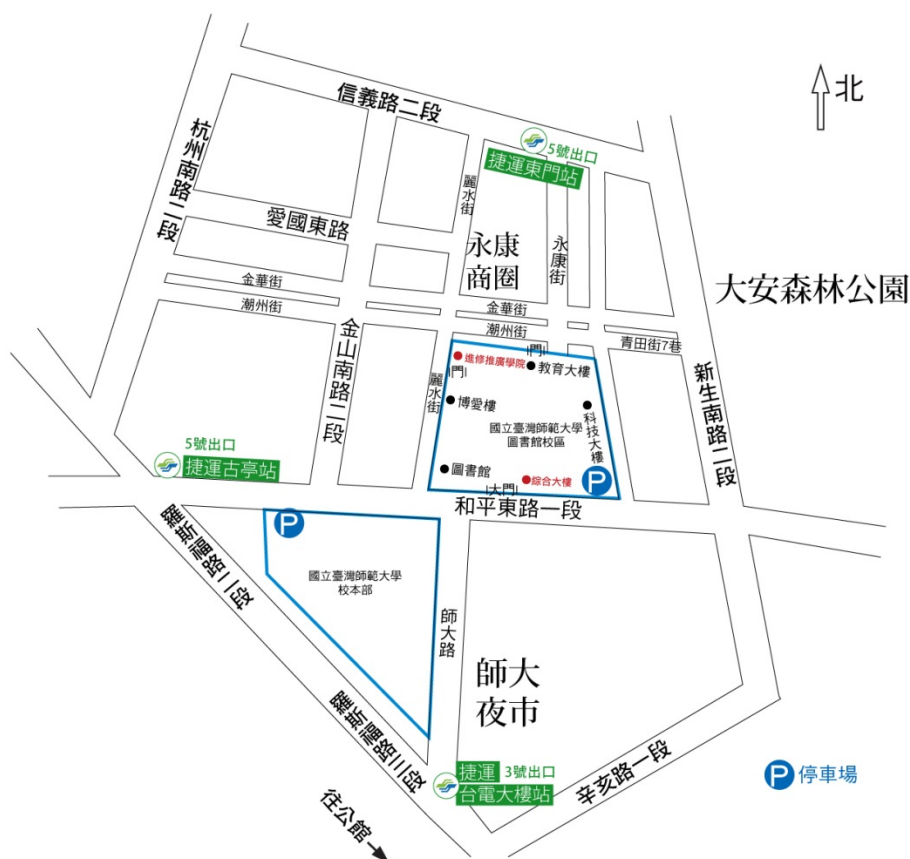 北
信義路二段
5號出口
捷運東門站
杭州南路二段
麗水街
愛國東路
永康
商圈
永康街
大安森林公園
金華街
金華街
潮州街
潮州街
青田街7巷
金山南路二段
門
進修推廣學院
門
教育大樓
新生南路二段
麗水街
博愛樓
科技大樓
國立臺灣師範大學
圖書館校區
5號出口
捷運古亭站
圖書館
綜合大樓
P
大門
和平東路一段
P
羅斯福路二段
國立臺灣師範大學
校本部
師大路
師大
夜市
羅斯福路三段
捷運
3號出口
台電大樓站
辛亥路一段
P
停車場
往公館